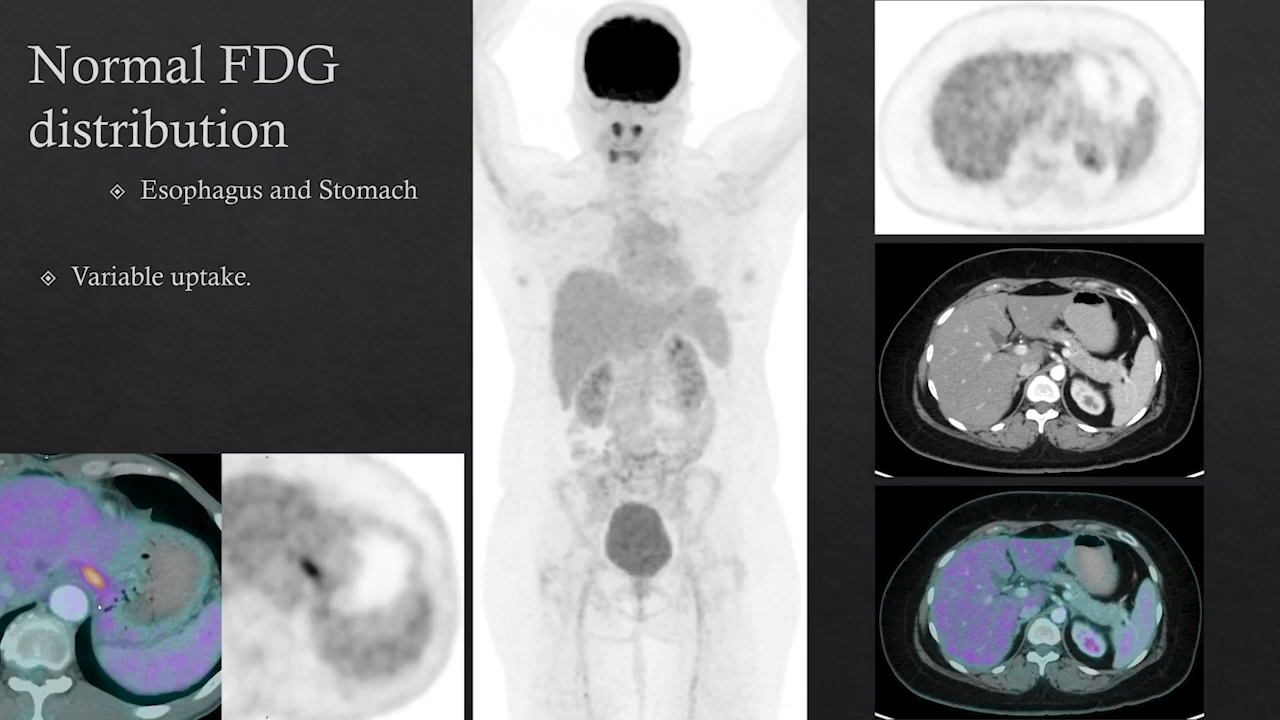 Normal FDG
distribution
Esophagus and Stomach
Variable uptake.